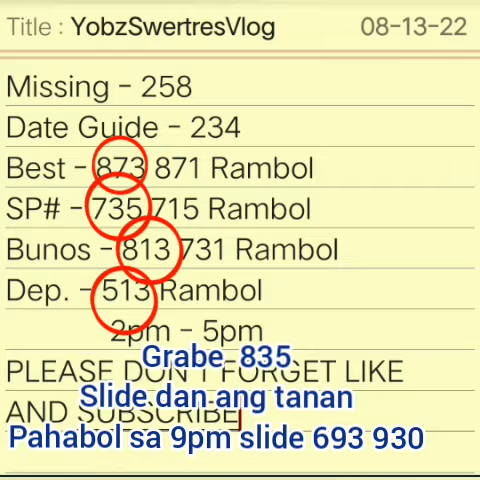 Title : YobzSwertresVlog 08-13-22
Missing - 258
Date Guide - 234
Best - 873 871 Rambol
SP# - 735 715 Rambol
Bunos - 813 731 Rambol
Dep. - 513 Rambol
2pm - 5pm
Grabe 835
PLEASE DON'T FORGET LIKE
Slide dan ang tanan
AND SUBSCRIBE
Pahabol sa 9pm slide 693 930